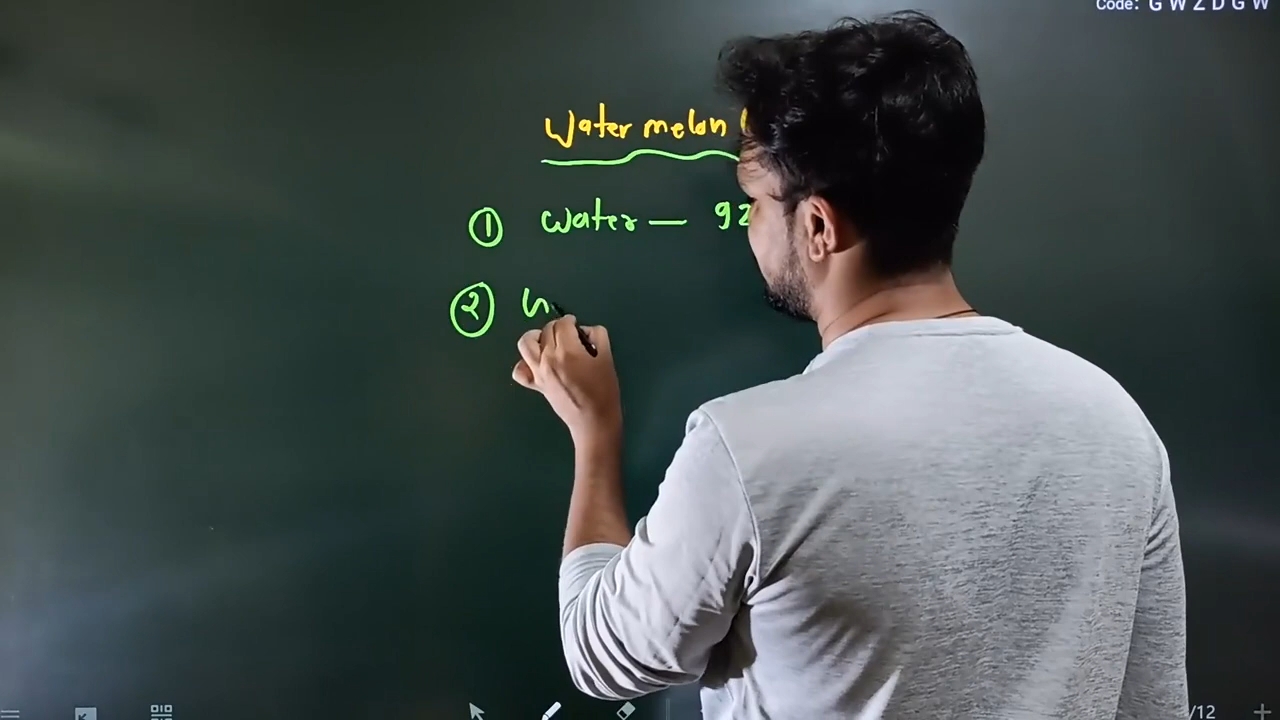 Code: G W Z D G W
Water melon
① water — 92
②
/12